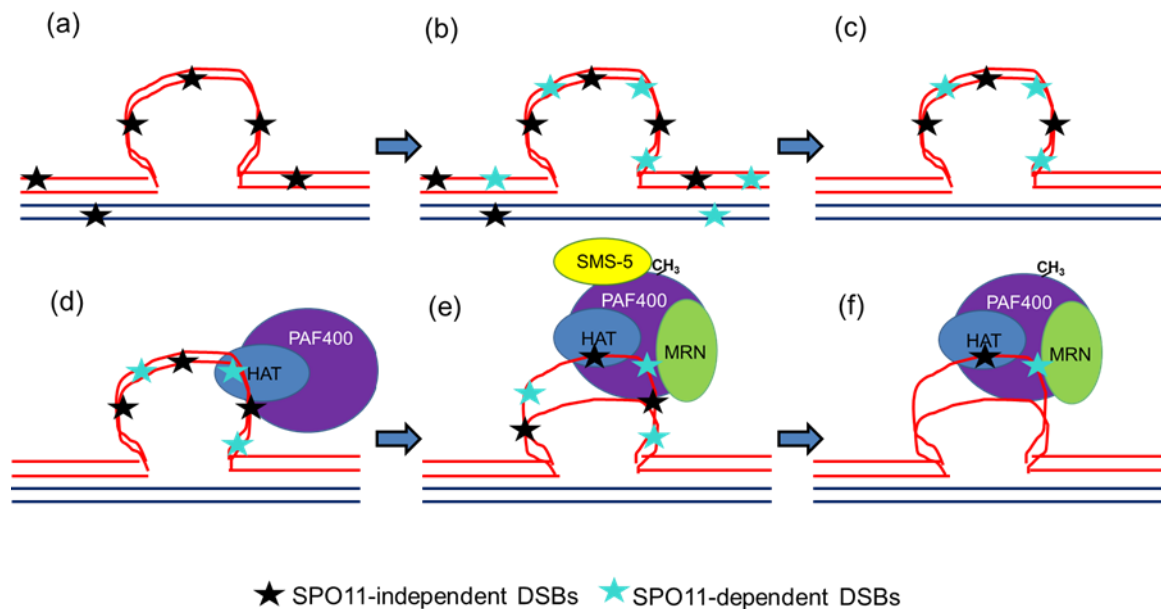 (a)
(b)
(c)
(d)
PAF400
HAT
(e)
SMS-5
CH3
PAF400
HAT
MRN
(f)
CH3
PAF400
HAT
MRN
SPO11-independent DSBs
SPO11-dependent DSBs